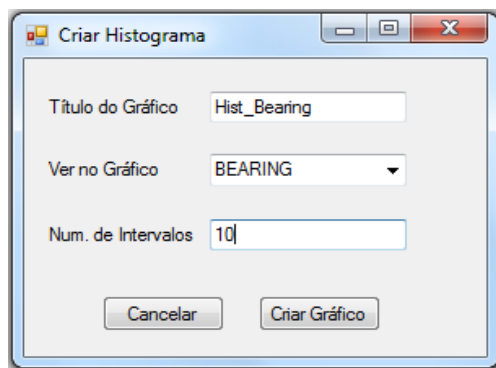 Criar Histograma
Título do Gráfico Hist_Bearing
Ver no Gráfico BEARING
Num. de Intervalos 10
Cancelar Criar Gráfico